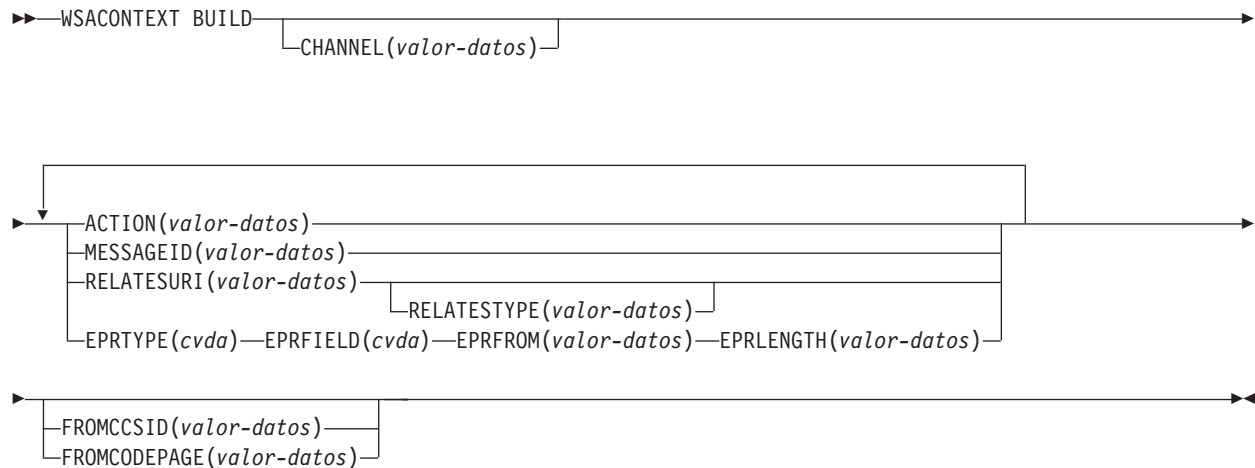 WSACONTEXT BUILD
CHANNEL(valor-datos)
ACTION(valor-datos)
MESSAGEID(valor-datos)
RELATESURI(valor-datos)
RELATESTYPE(valor-datos)
EPRTYPE(cvda) EPRFIELD(cvda) EPRFROM(valor-datos) EPRLENGTH(valor-datos)
FROMCCSID(valor-datos)
FROMCODEPAGE(valor-datos)